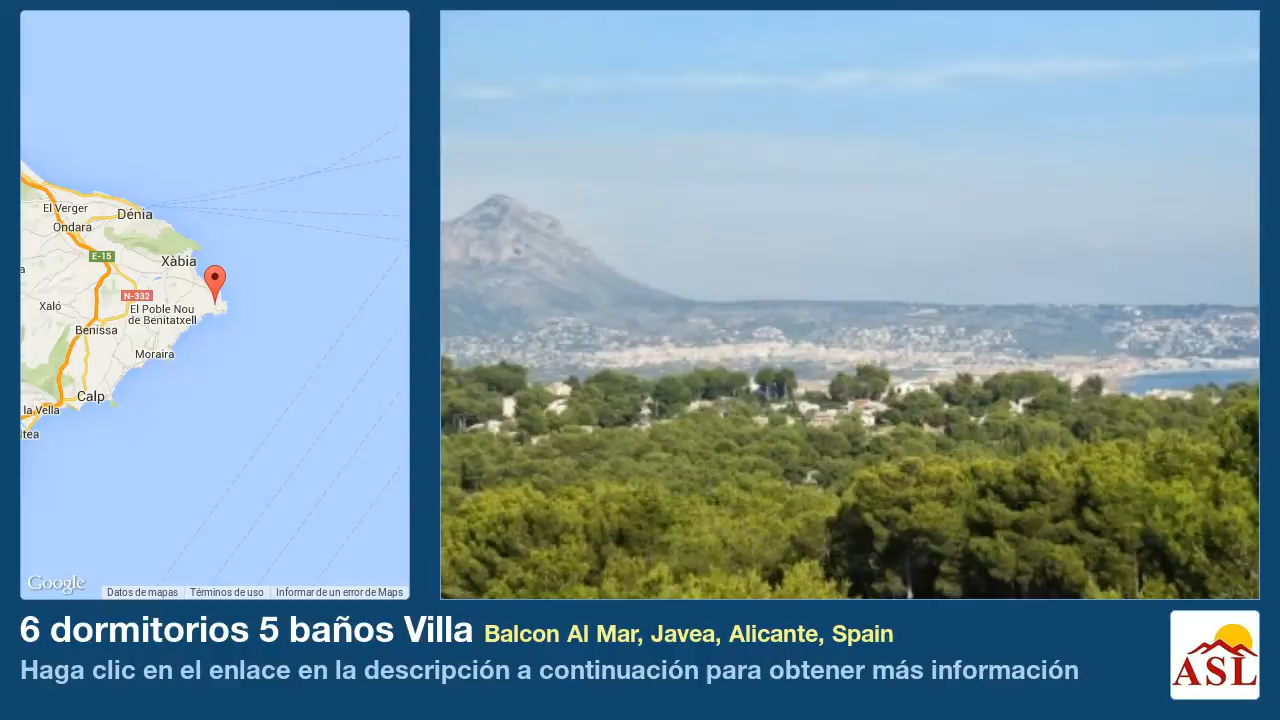 El Verger
Dénia
Ondara
E-15
Xàbia
a
N-332
Xaló
El Poble Nou
de Benitatxell
Benissa
Moraira
Calp
la Vella
ltea
Google
Datos de mapas
Términos de uso
Informar de un error de Maps
6 dormitorios 5 baños Villa Balcon Al Mar, Javea, Alicante, Spain
Haga clic en el enlace en la descripción a continuación para obtener más información
ASL